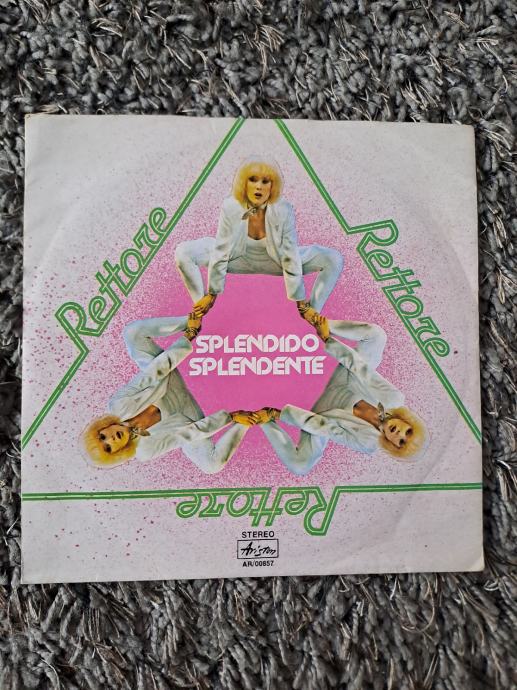 Rettore
Rettore
SPLENDIDO
SPLENDENTE
Rettore
STEREO
Ariston
AR/00857